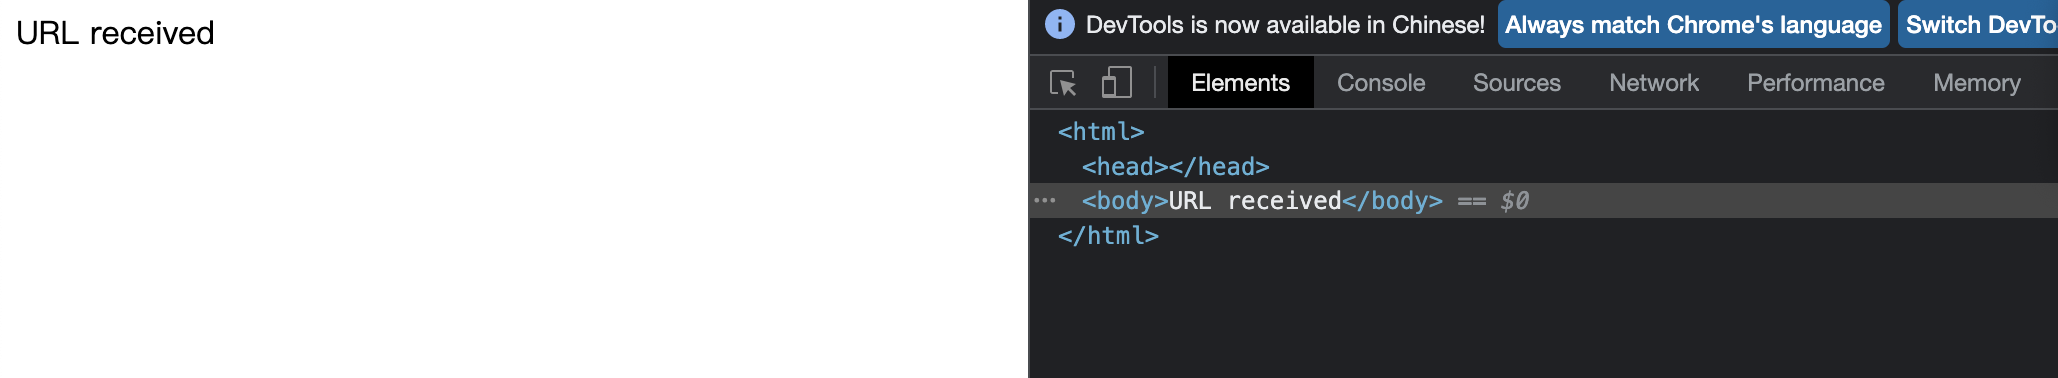 URL received
DevTools is now available in Chinese! Always match Chrome's language Switch DevTo
Elements Console Sources Network Performance Memory
<html>
<head></head>
<body>URL received</body> == $0
</html>